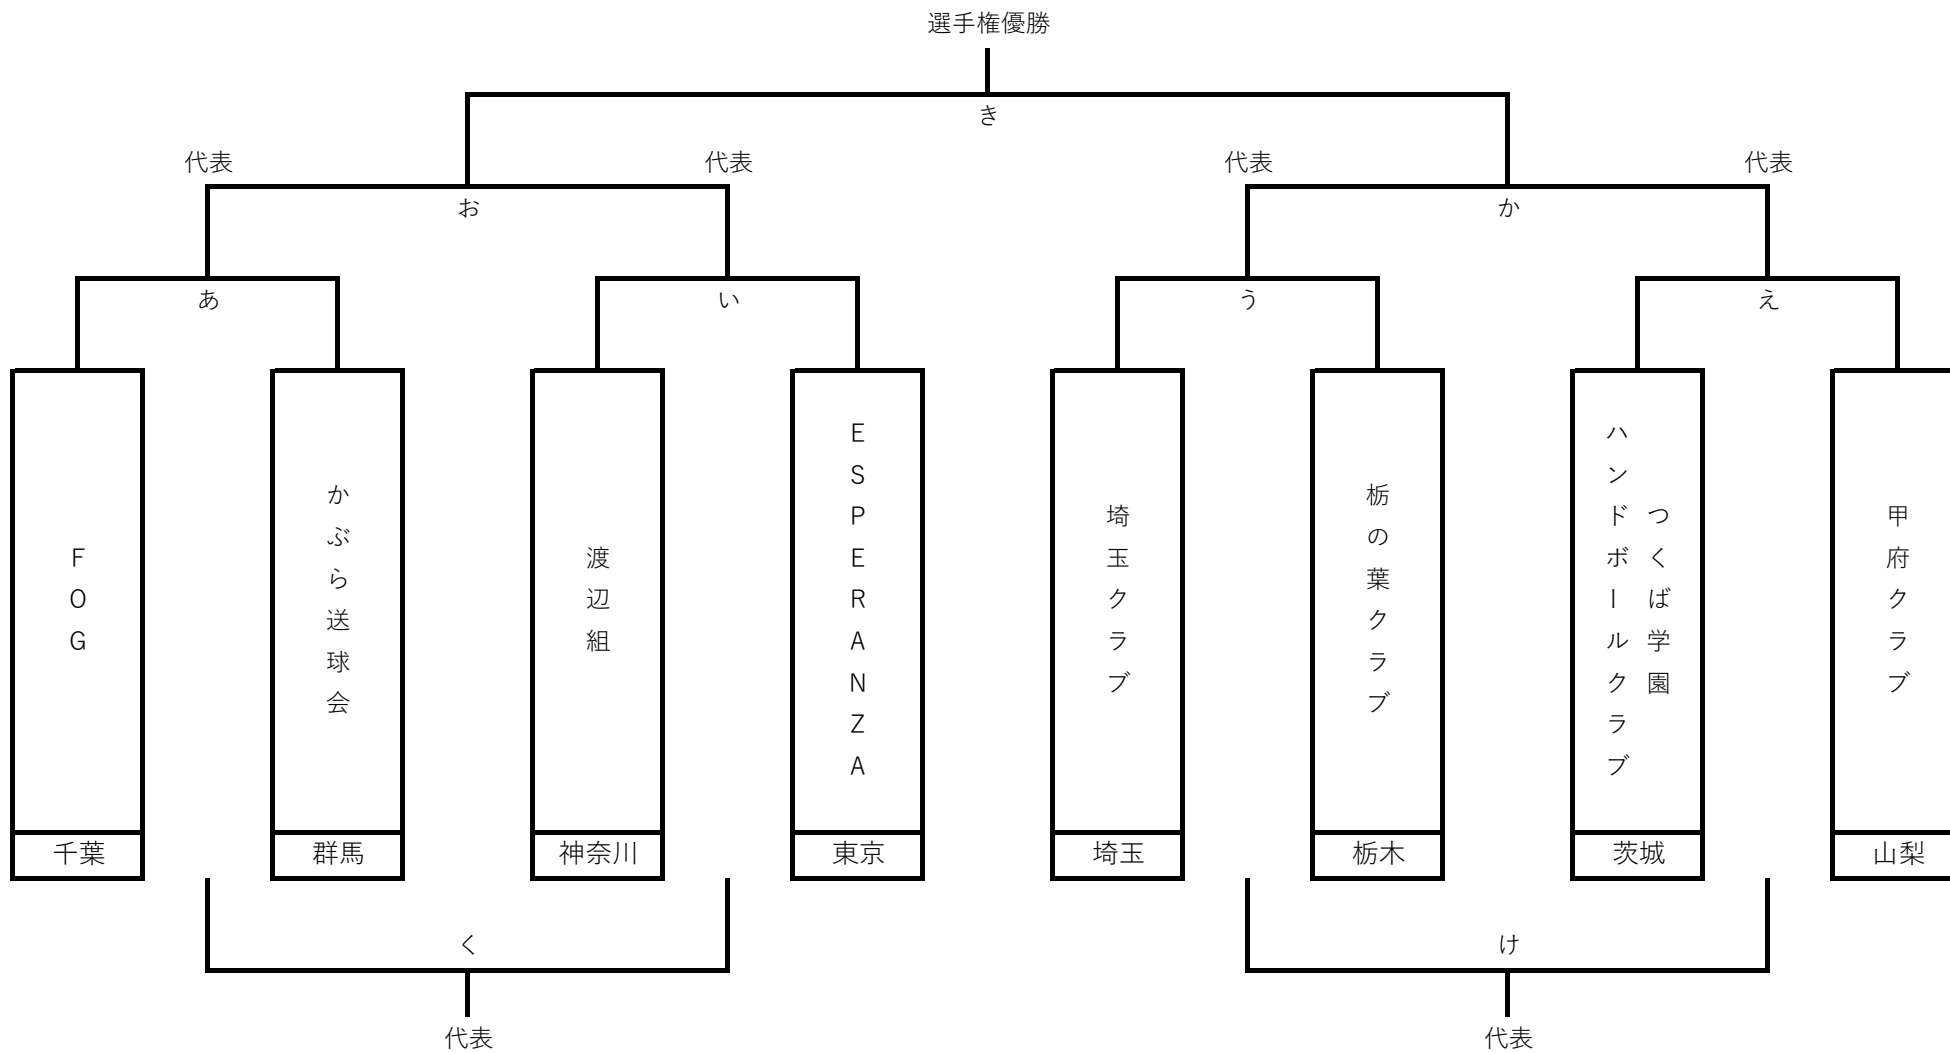 選手権優勝
き
代表
代表
代表
代表
お
か
あ
い
う
え
FOG
かぶら送球会
渡辺組
ESPERANZA
埼玉クラブ
栃の葉クラブ
つくば学園
ハンドボールクラブ
甲府クラブ
千葉
群馬
神奈川
東京
埼玉
栃木
茨城
山梨
く
け
代表
代表